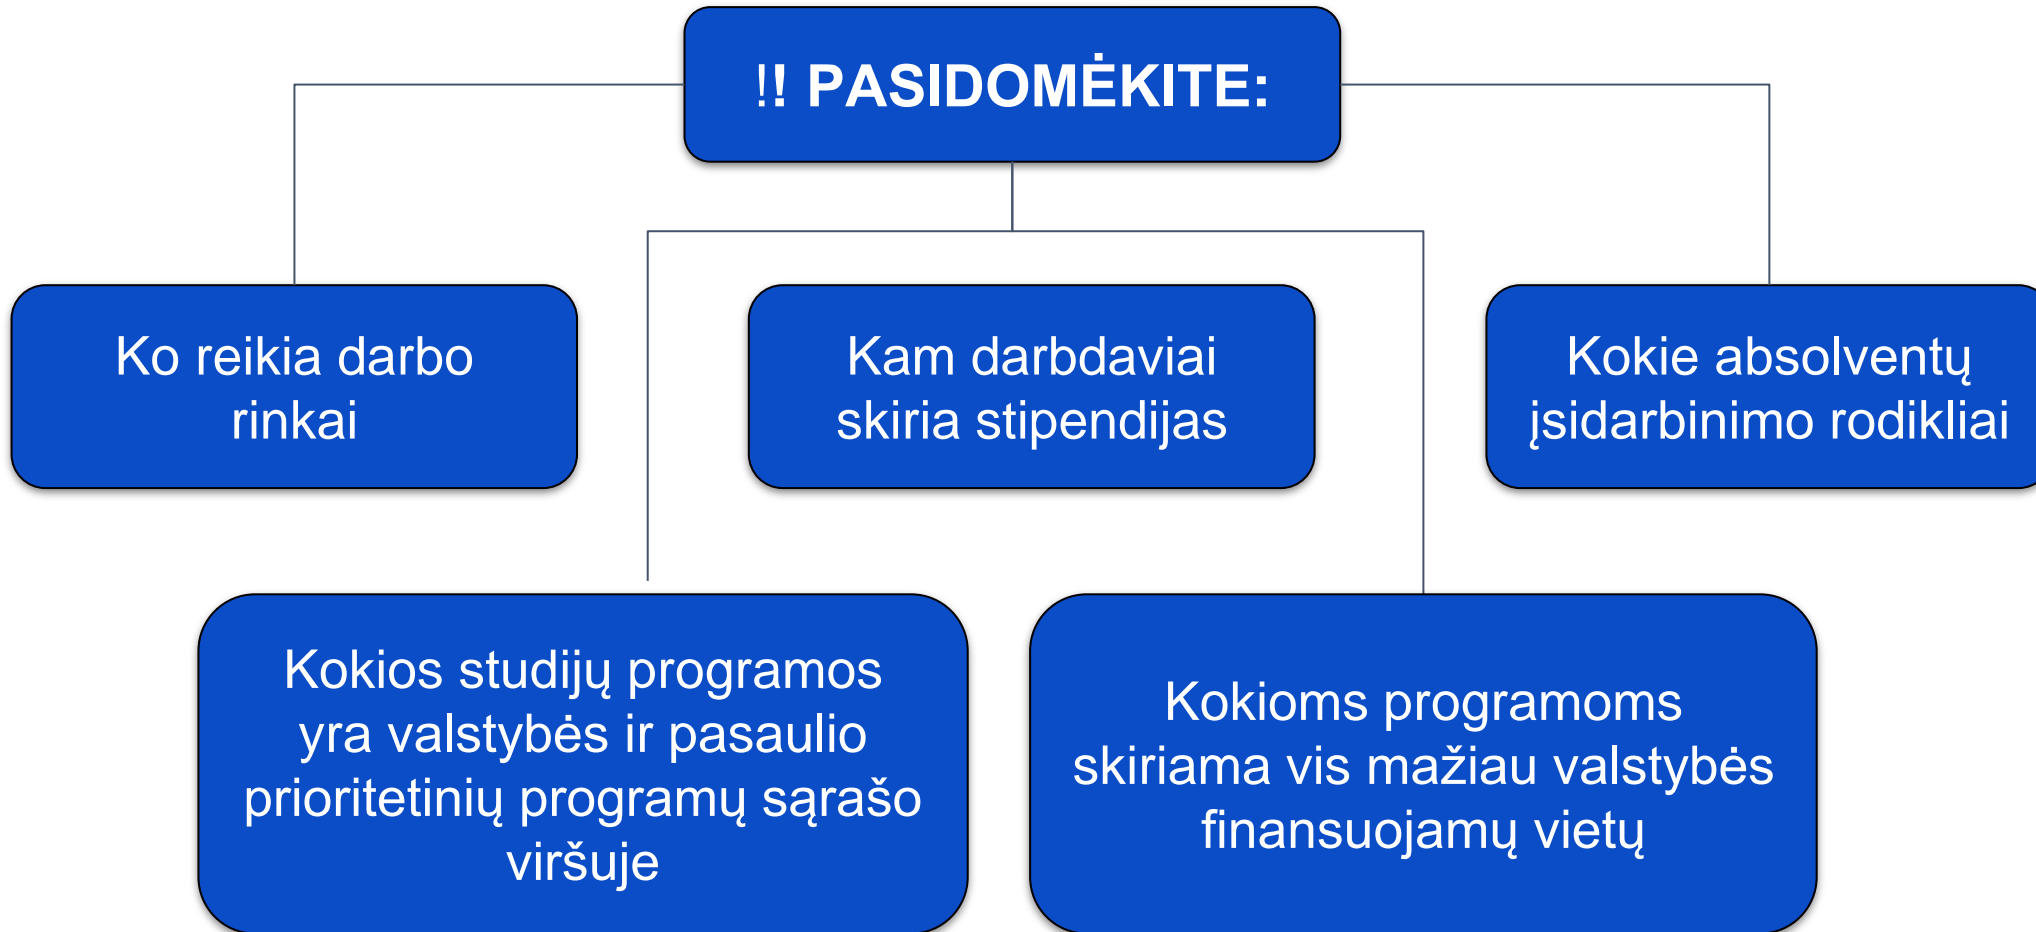 !! PASIDOMĖKITE:
Ko reikia darbo
rinkai
Kam darbdaviai
skiria stipendijas
Kokie absolventų
įsidarbinimo rodikliai
Kokios studijų programos
yra valstybės ir pasaulio
prioritetinių programų sąrašo
viršuje
Kokioms programoms
skiriama vis mažiau valstybės
finansuojamų vietų